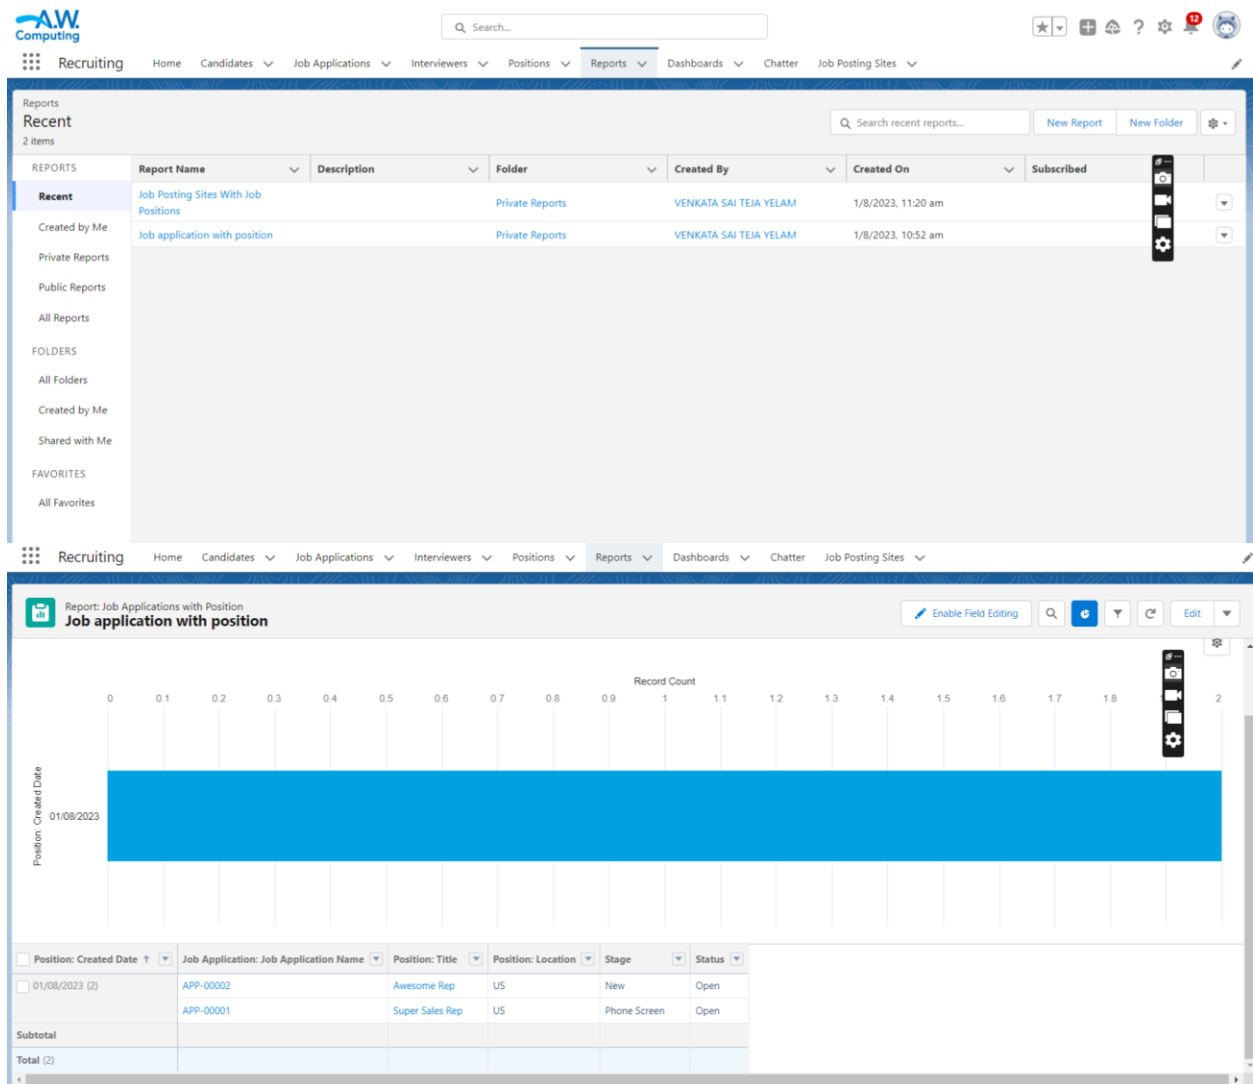 A.W.
Computing
Search...
12
Recruiting Home Candidates Job Applications Interviewers Positions Reports Dashboards Chatter Job Posting Sites
Reports
Recent
2 items
Search recent reports...
New Report
New Folder
REPORTS
Recent
Created by Me
Private Reports
Public Reports
All Reports
FOLDERS
All Folders
Created by Me
Shared with Me
FAVORITES
All Favorites
Report Name Description Folder Created By Created On Subscribed
Job Posting Sites With Job
Positions
Private Reports VENKATA SAI TEJA YELAM 1/8/2023, 11:20 am
Job application with position Private Reports VENKATA SAI TEJA YELAM 1/8/2023, 10:52 am
Recruiting Home Candidates Job Applications Interviewers Positions Reports Dashboards Chatter Job Posting Sites
Report: Job Applications with Position
Job application with position
Enable Field Editing
Edit
Record Count
0 0.1 0.2 0.3 0.4 0.5 0.6 0.7 0.8 0.9 1 1.1 1.2 1.3 1.4 1.5 1.6 1.7 1.8 2
Position: Created Date
01/08/2023
Position: Created Date ↑ Job Application: Job Application Name Position: Title Position: Location Stage Status
01/08/2023 (2) APP-00002 Awesome Rep US New Open
APP-00001 Super Sales Rep US Phone Screen Open
Subtotal
Total (2)